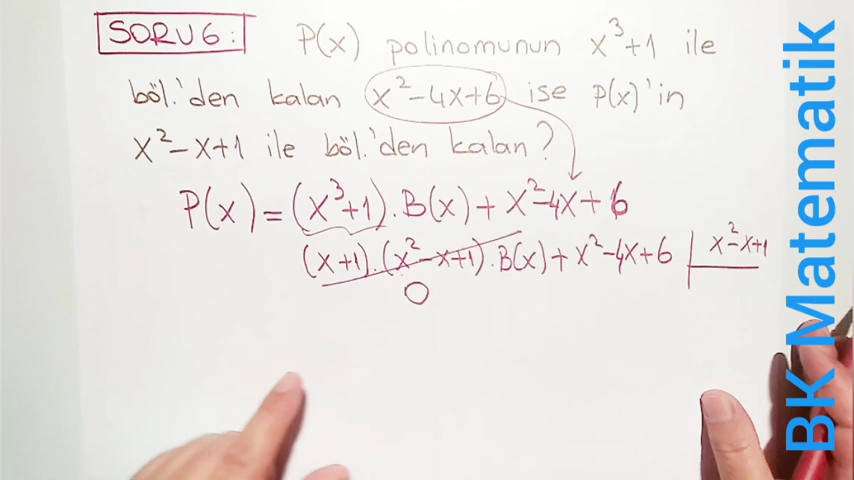 SORU 6: P(x) polinomunun x³+1 ile
böl.'den kalan x²-4x+6 ise P(x)'in
x²-x+1 ile böl.'den kalan?
P(x) = (x³+1).B(x) + x²-4x+6
(x+1).(x²-x+1).B(x) + x²-4x+6 | x²-x+1
0
BK Matematik